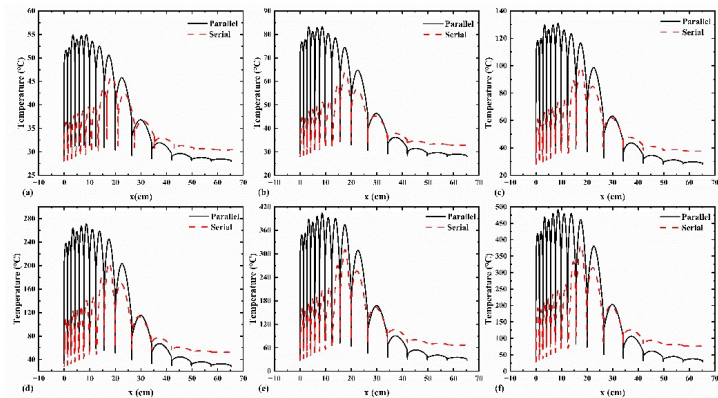 60
55
50
45
40
35
30
25
Temperature (°C)
Parallel
Serial
(a)
−10 0 10 20 30 40 50 60 70
x(cm)
90
80
70
60
50
40
30
20
Temperature (°C)
Parallel
Serial
(b)
−10 0 10 20 30 40 50 60 70
x(cm)
140
120
100
80
60
40
20
Temperature (°C)
Parallel
Serial
(c)
−10 0 10 20 30 40 50 60 70
x(cm)
280
240
200
160
120
80
40
Temperature (°C)
Parallel
Serial
(d)
−10 0 10 20 30 40 50 60 70
x (cm)
420
360
300
240
180
120
60
0
Temperature (°C)
Parallel
Serial
(e)
−10 0 10 20 30 40 50 60 70
x (cm)
500
450
400
350
300
250
200
150
100
50
0
Temperature (°C)
Parallel
Serial
(f)
−10 0 10 20 30 40 50 60 70
x (cm)